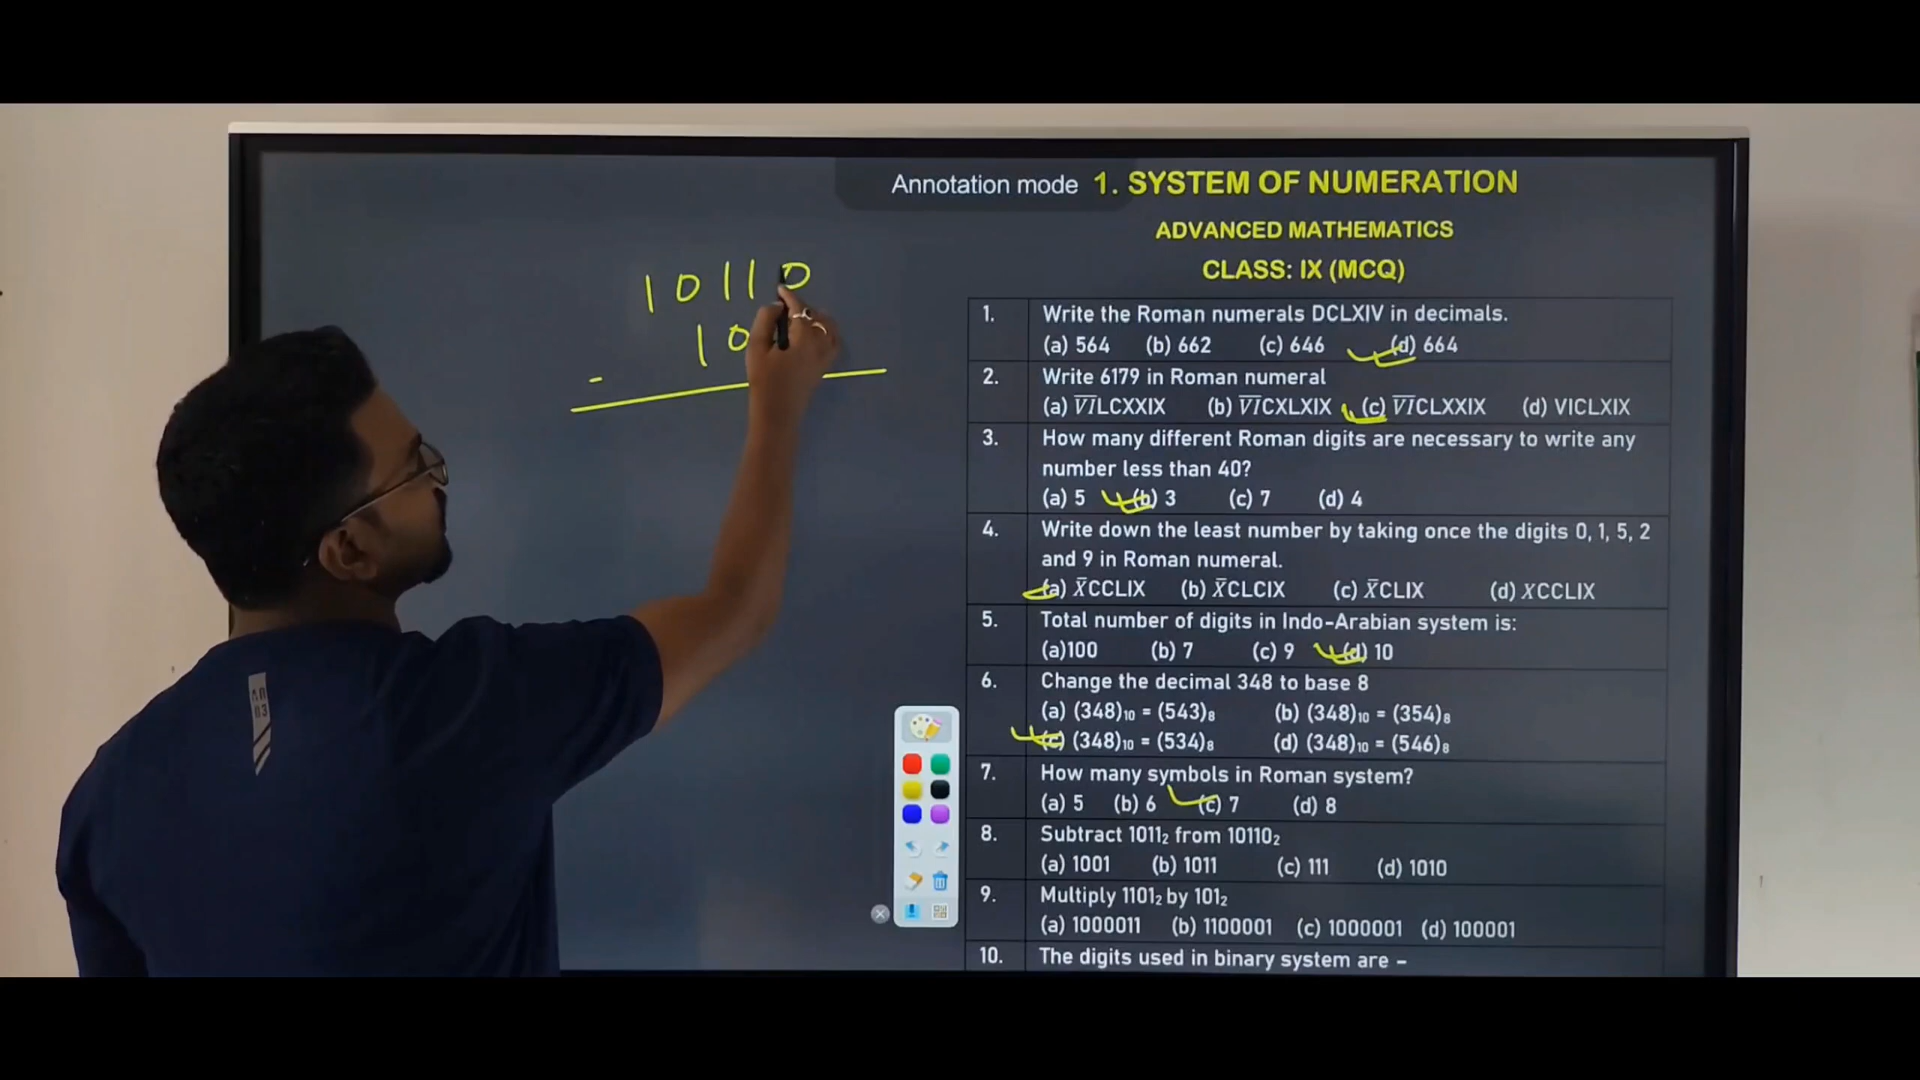 Annotation mode 1. SYSTEM OF NUMERATION
ADVANCED MATHEMATICS
CLASS: IX (MCQ)
10110
10
-
1. Write the Roman numerals DCLXIV in decimals.
(a) 564 (b) 662 (c) 646 (d) 664
2. Write 6179 in Roman numeral
(a) V̅I̅LCXXIX (b) V̅I̅CXLXIX (c) V̅I̅CLXXIX (d) VICLXIX
3. How many different Roman digits are necessary to write any
number less than 40?
(a) 5 (b) 3 (c) 7 (d) 4
4. Write down the least number by taking once the digits 0, 1, 5, 2
and 9 in Roman numeral.
(a) X̅CCLIX (b) X̅CLCIX (c) X̅CLIX (d) XCCLIX
5. Total number of digits in Indo-Arabian system is:
(a)100 (b) 7 (c) 9 (d) 10
6. Change the decimal 348 to base 8
(a) (348)₁₀ = (543)₈ (b) (348)₁₀ = (354)₈
(c) (348)₁₀ = (534)₈ (d) (348)₁₀ = (546)₈
7. How many symbols in Roman system?
(a) 5 (b) 6 (c) 7 (d) 8
8. Subtract 1011₂ from 10110₂
(a) 1001 (b) 1011 (c) 111 (d) 1010
9. Multiply 1101₂ by 101₂
(a) 1000011 (b) 1100001 (c) 1000001 (d) 100001
10. The digits used in binary system are –